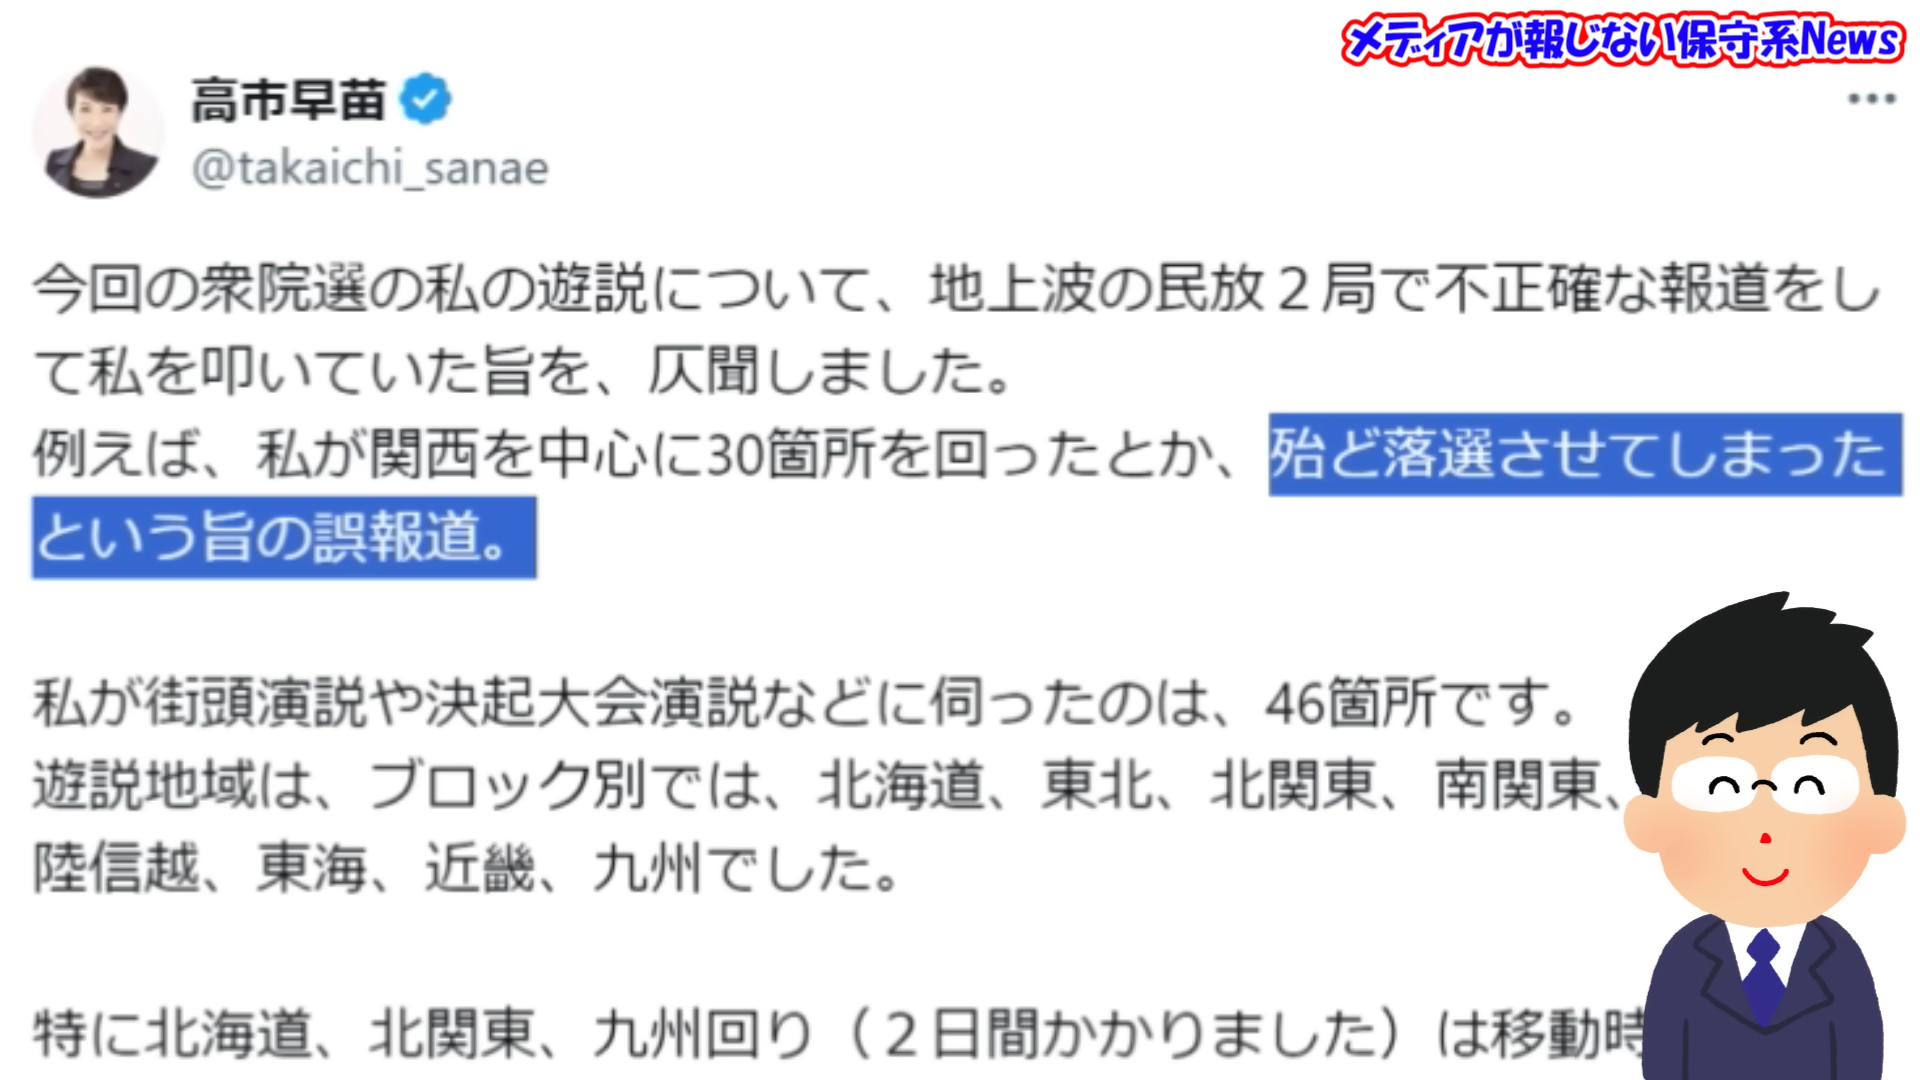 メディアが報じない保守系News
高市早苗
@takaichi_sanae
今回の衆院選の私の遊説について、地上波の民放２局で不正確な報道をし
て私を叩いていた旨を、仄聞しました。
例えば、私が関西を中心に30箇所を回ったとか、殆ど落選させてしまった
という旨の誤報道。
私が街頭演説や決起大会演説などに伺ったのは、46箇所です。
遊説地域は、ブロック別では、北海道、東北、北関東、南関東、
陸信越、東海、近畿、九州でした。
特に北海道、北関東、九州回り（２日間かかりました）は移動時